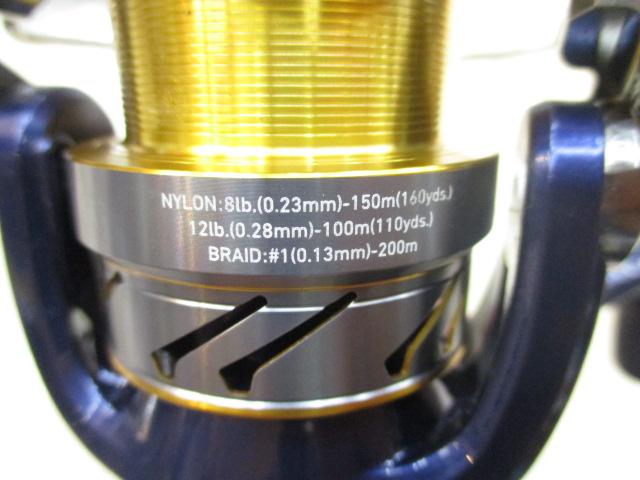 NYLON:8lb.(0.23mm)-150m(160yds.)
12lb.(0.28mm)-100m(110yds.)
BRAID:#1(0.13mm)-200m